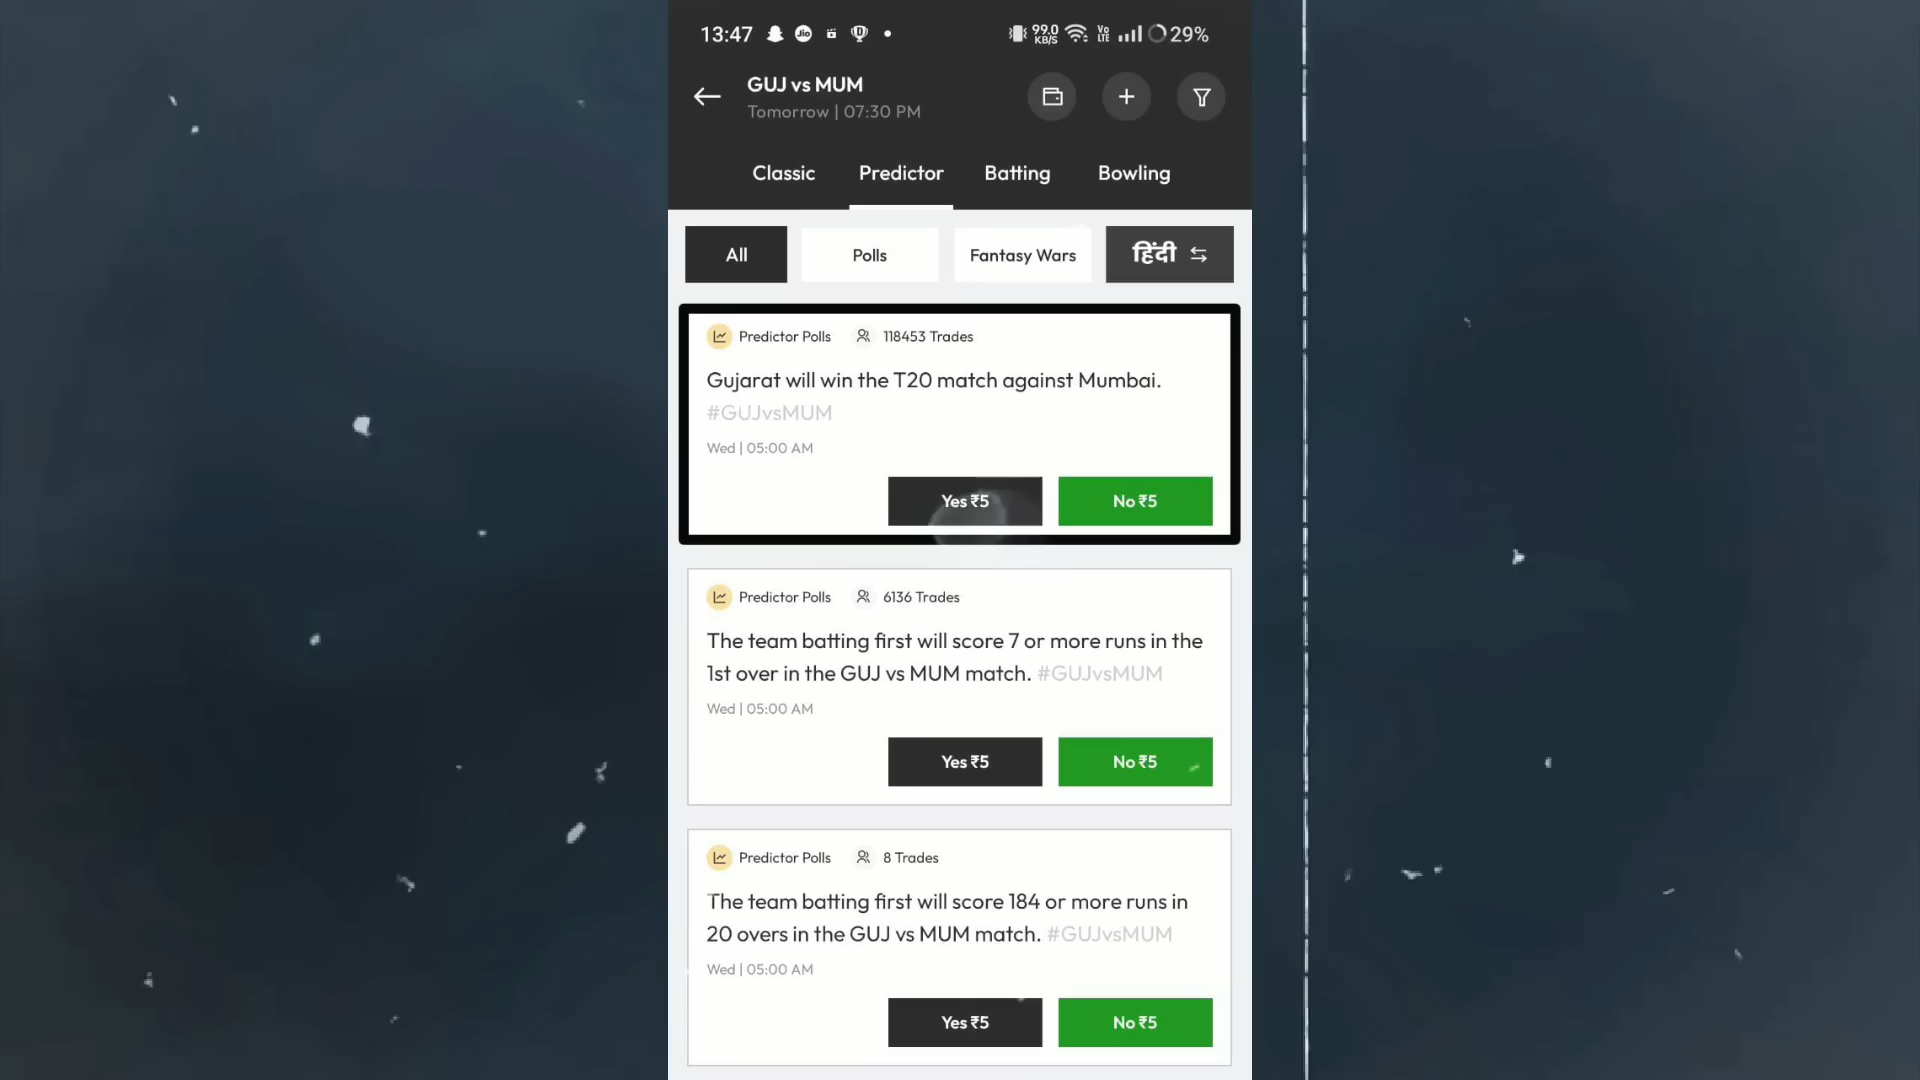 13:47 Jio 99.0 KB/S Vo LTE 29%
GUJ vs MUM
Tomorrow | 07:30 PM
Classic Predictor Batting Bowling
All Polls Fantasy Wars हिंदी
Predictor Polls 118453 Trades
Gujarat will win the T20 match against Mumbai.
#GUJvsMUM
Wed | 05:00 AM
Yes ₹5 No ₹5
Predictor Polls 6136 Trades
The team batting first will score 7 or more runs in the
1st over in the GUJ vs MUM match. #GUJvsMUM
Wed | 05:00 AM
Yes ₹5 No ₹5
Predictor Polls 8 Trades
The team batting first will score 184 or more runs in
20 overs in the GUJ vs MUM match. #GUJvsMUM
Wed | 05:00 AM
Yes ₹5 No ₹5